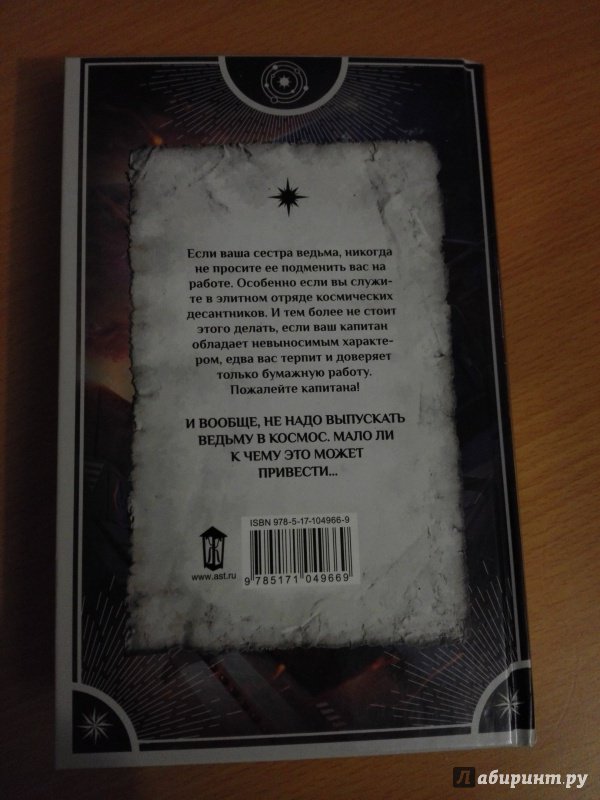 Если ваша сестра ведьма, никогда
не просите ее подменить вас на
работе. Особенно если вы служи-
те в элитном отряде космических
десантников. И тем более не стоит
этого делать, если ваш капитан
обладает невыносимым характе-
ром, едва вас терпит и доверяет
только бумажную работу.
Пожалейте капитана!
И ВООБЩЕ, НЕ НАДО ВЫПУСКАТЬ
ВЕДЬМУ В КОСМОС. МАЛО ЛИ
К ЧЕМУ ЭТО МОЖЕТ
ПРИВЕСТИ...
ISBN 978-5-17-104966-9
Ж
www.ast.ru
9 785171 049669
Лабиринт.ру